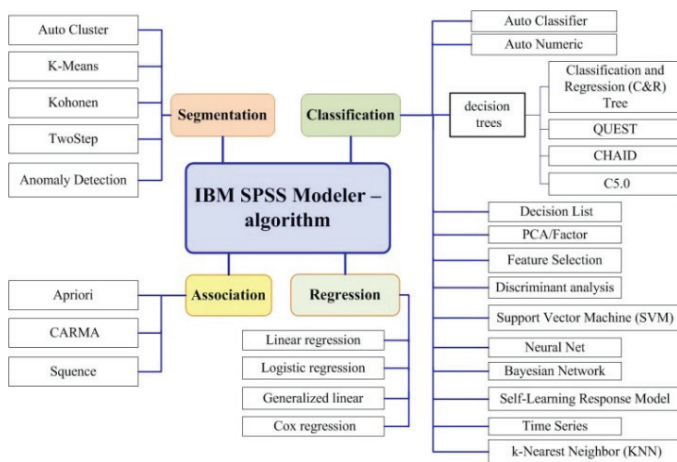 Auto Cluster
K-Means
Kohonen
TwoStep
Anomaly Detection
Segmentation
Classification
IBM SPSS Modeler –
algorithm
Association
Regression
Apriori
CARMA
Squence
Linear regression
Logistic regression
Generalized linear
Cox regression
Auto Classifier
Auto Numeric
decision
trees
Classification and
Regression (C&R)
Tree
QUEST
CHAID
C5.0
Decision List
PCA/Factor
Feature Selection
Discriminant analysis
Support Vector Machine (SVM)
Neural Net
Bayesian Network
Self-Learning Response Model
Time Series
k-Nearest Neighbor (KNN)